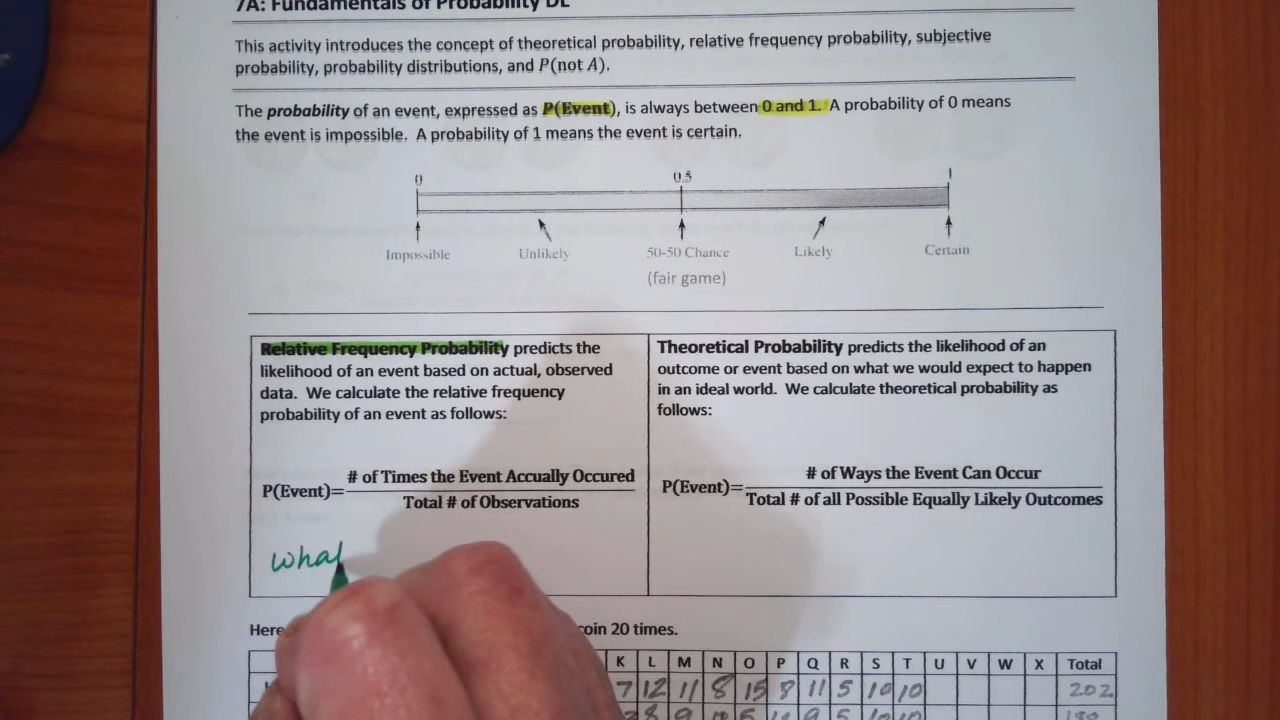 7A: Fundamentals of Probability DL
This activity introduces the concept of theoretical probability, relative frequency probability, subjective
probability, probability distributions, and P(not A).
The probability of an event, expressed as P(Event), is always between 0 and 1. A probability of 0 means
the event is impossible. A probability of 1 means the event is certain.
0 0.5 1
Impossible Unlikely 50-50 Chance Likely Certain
(fair game)
Relative Frequency Probability predicts the
likelihood of an event based on actual, observed
data. We calculate the relative frequency
probability of an event as follows:
P(Event)=
# of Times the Event Accually Occured
Total # of Observations
what
Theoretical Probability predicts the likelihood of an
outcome or event based on what we would expect to happen
in an ideal world. We calculate theoretical probability as
follows:
P(Event)=
# of Ways the Event Can Occur
Total # of all Possible Equally Likely Outcomes
Here coin 20 times.
K L M N O P Q R S T U V W X Total
7 12 11 8 15 8 11 5 10 10 202